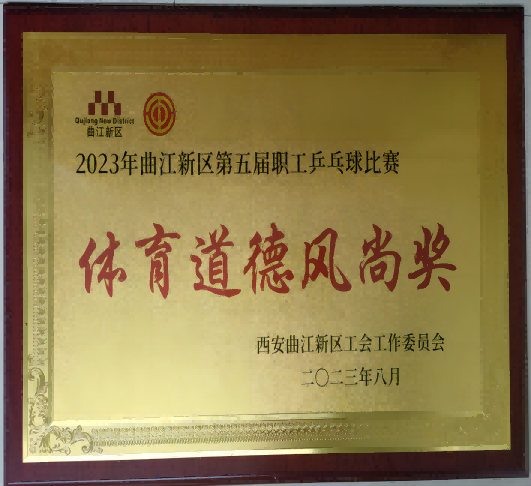 Qujiang New District
曲江新区
2023年曲江新区第五届职工乒乓球比赛
体育道德风尚奖
西安曲江新区工会工作委员会
二〇二三年八月